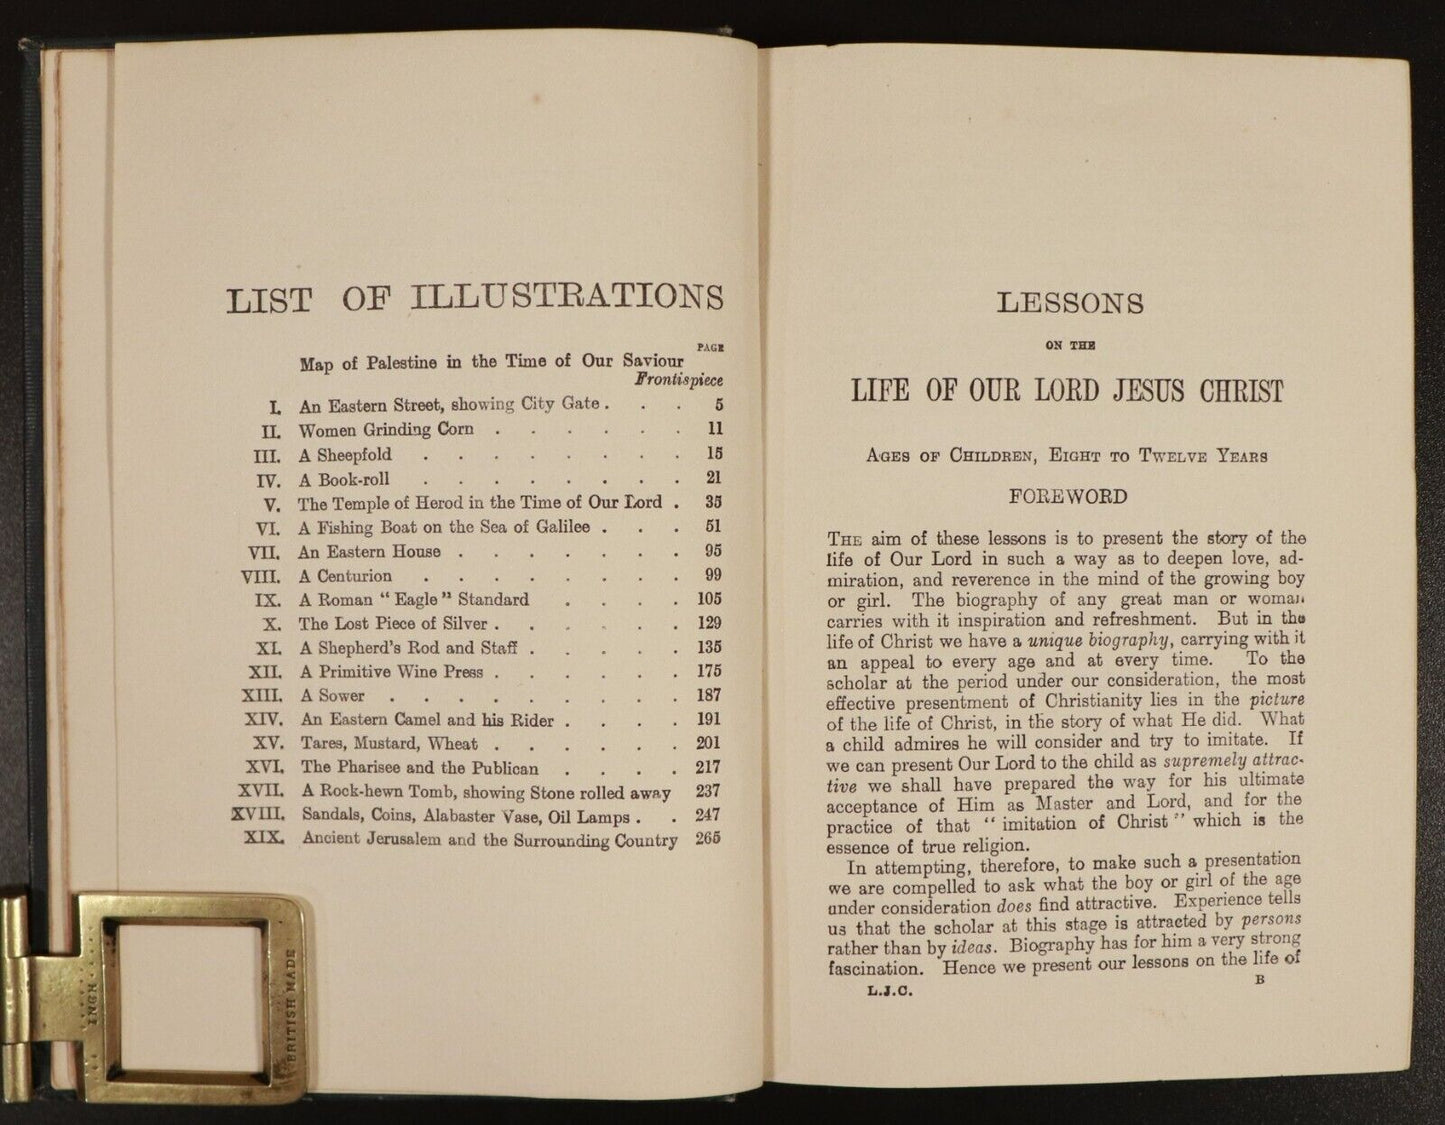 LIST OF ILLUSTRATIONS
PAGE
Map of Palestine in the Time of Our Saviour
Frontispiece
I. An Eastern Street, showing City Gate . . . 5
II. Women Grinding Corn . . . . . . 11
III. A Sheepfold . . . . . . . . 15
IV. A Book-roll . . . . . . . . 21
V. The Temple of Herod in the Time of Our Lord . 35
VI. A Fishing Boat on the Sea of Galilee . . . 51
VII. An Eastern House . . . . . . . 95
VIII. A Centurion . . . . . . . . 99
IX. A Roman “Eagle” Standard . . . . 105
X. The Lost Piece of Silver . . . . . . 129
XI. A Shepherd's Rod and Staff . . . . . 135
XII. A Primitive Wine Press . . . . . . 175
XIII. A Sower . . . . . . . . . 187
XIV. An Eastern Camel and his Rider . . . . 191
XV. Tares, Mustard, Wheat . . . . . . 201
XVI. The Pharisee and the Publican . . . . 217
XVII. A Rock-hewn Tomb, showing Stone rolled away 237
XVIII. Sandals, Coins, Alabaster Vase, Oil Lamps . . 247
XIX. Ancient Jerusalem and the Surrounding Country 265
INCH
BRITISH MADE
LESSONS
ON THE
LIFE OF OUR LORD JESUS CHRIST
AGES OF CHILDREN, EIGHT TO TWELVE YEARS
FOREWORD
THE aim of these lessons is to present the story of the
life of Our Lord in such a way as to deepen love, ad-
miration, and reverence in the mind of the growing boy
or girl. The biography of any great man or woman
carries with it inspiration and refreshment. But in the
life of Christ we have a unique biography, carrying with it
an appeal to every age and at every time. To the
scholar at the period under our consideration, the most
effective presentment of Christianity lies in the picture
of the life of Christ, in the story of what He did. What
a child admires he will consider and try to imitate. If
we can present Our Lord to the child as supremely attrac-
tive we shall have prepared the way for his ultimate
acceptance of Him as Master and Lord, and for the
practice of that “imitation of Christ” which is the
essence of true religion.
In attempting, therefore, to make such a presentation
we are compelled to ask what the boy or girl of the age
under consideration does find attractive. Experience tells
us that the scholar at this stage is attracted by persons
rather than by ideas. Biography has for him a very strong
fascination. Hence we present our lessons on the life of
L.J.C. B